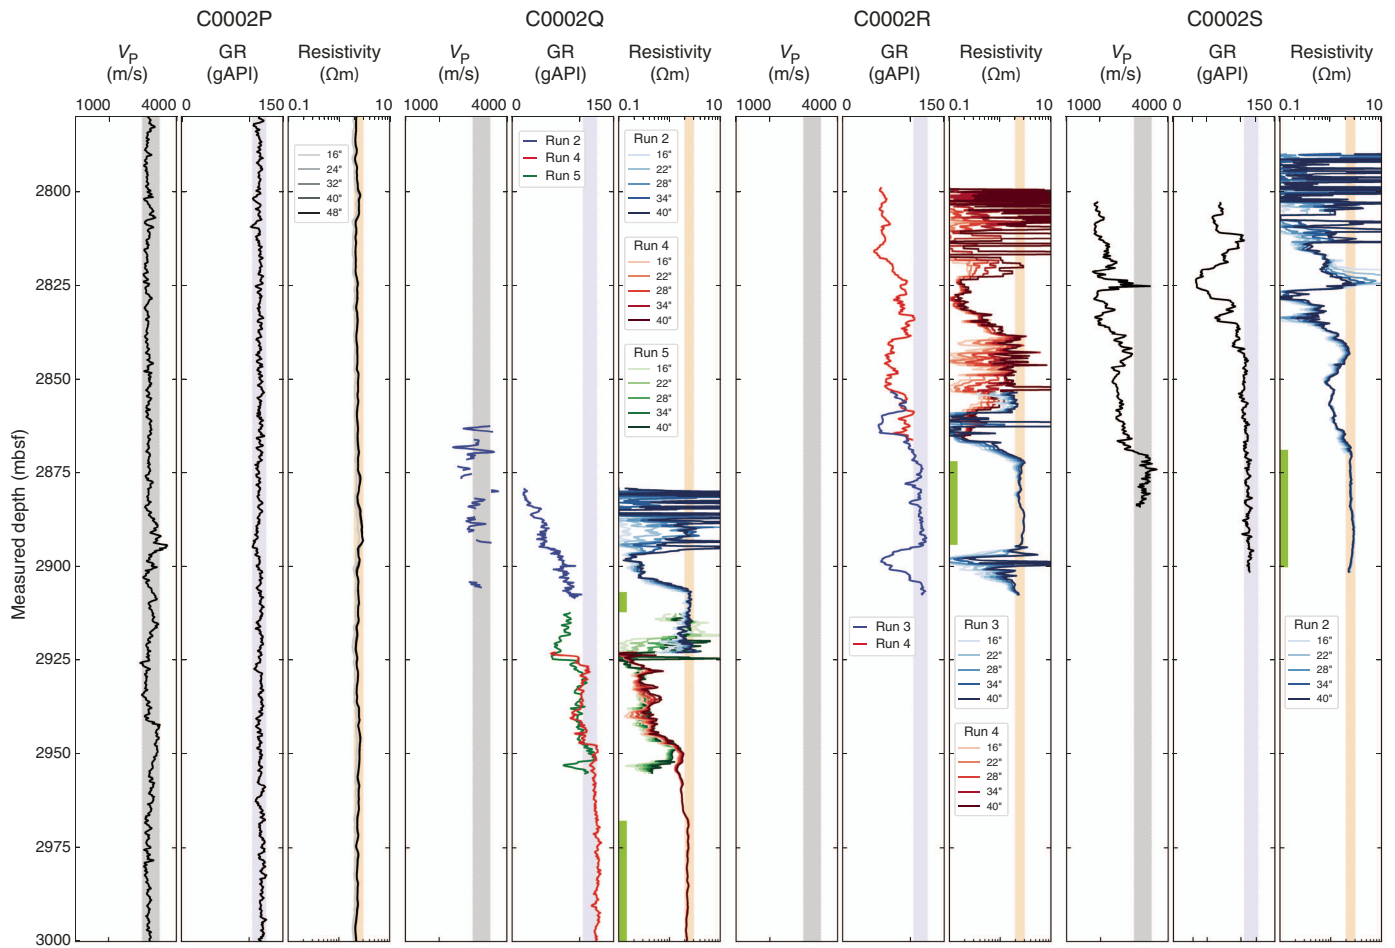 C0002P C0002Q C0002R C0002S
VP GR Resistivity VP GR Resistivity VP GR Resistivity VP GR Resistivity
(m/s) (gAPI) (Ωm) (m/s) (gAPI) (Ωm) (m/s) (gAPI) (Ωm) (m/s) (gAPI) (Ωm)
1000 4000 0 150 0.1 10 1000 4000 0 150 0.1 10 1000 4000 0 150 0.1 10 1000 4000 0 150 0.1 10
Measured depth (mbsf)
2800
2825
2850
2875
2900
2925
2950
2975
3000
16"
24"
32"
40"
48"
Run 2
Run 4
Run 5
Run 2
16"
22"
28"
34"
40"
Run 4
16"
22"
28"
34"
40"
Run 5
16"
22"
28"
34"
40"
Run 3
Run 4
Run 3
16"
22"
28"
34"
40"
Run 4
16"
22"
28"
34"
40"
Run 2
16"
22"
28"
34"
40"